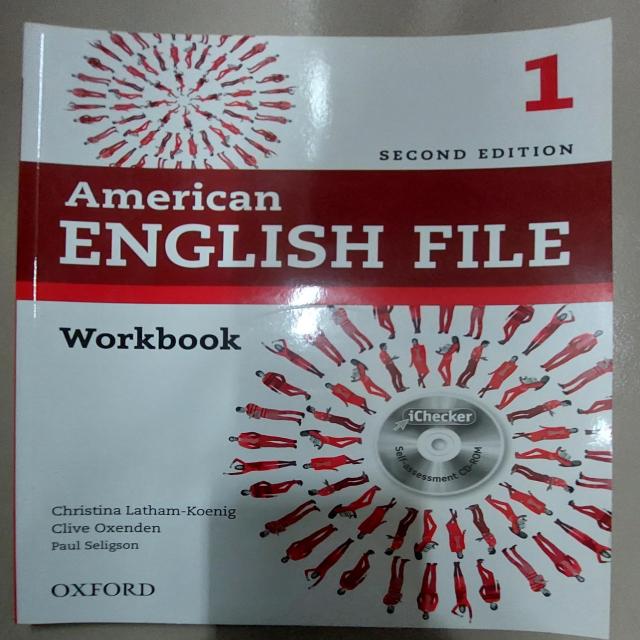 1
SECOND EDITION
American
ENGLISH FILE
Workbook
iChecker
Self-assessment CD-ROM
Christina Latham-Koenig
Clive Oxenden
Paul Seligson
OXFORD